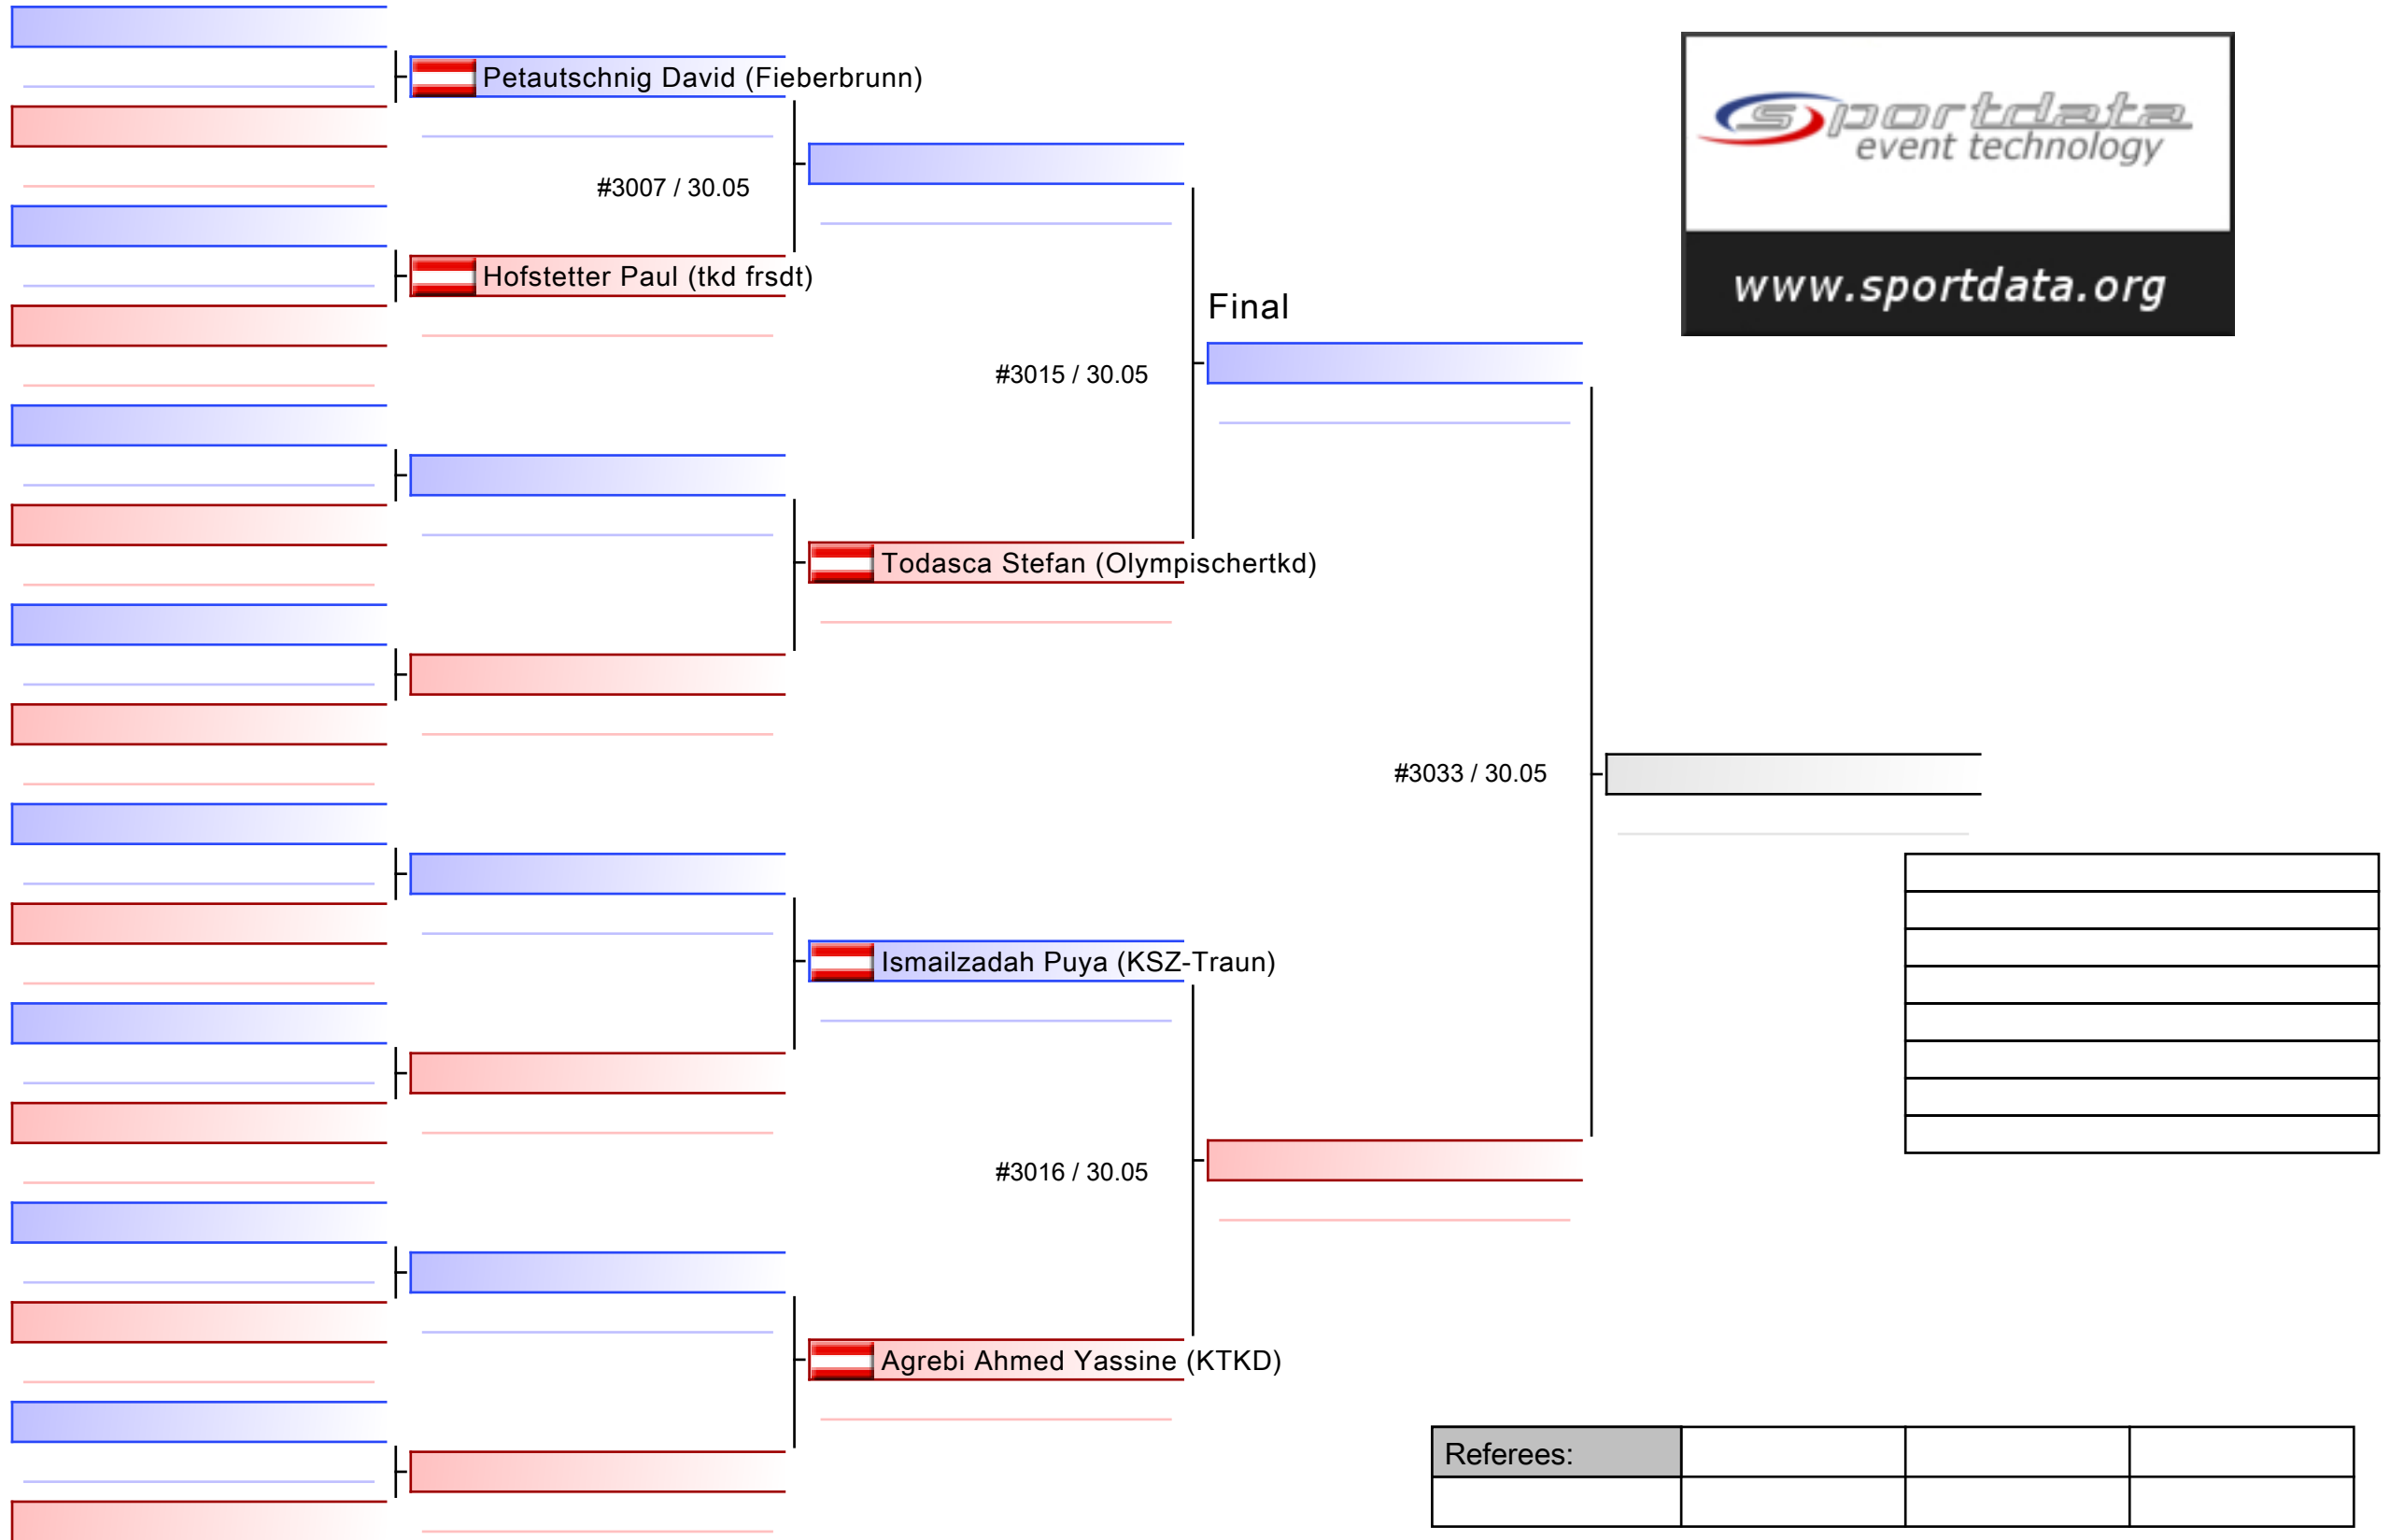 Petautschnig David (Fieberbrunn)
#3007 / 30.05
Hofstetter Paul (tkd frsdt)
sportdata
event technology
www.sportdata.org
Final
#3015 / 30.05
Todasca Stefan (Olympischertkd)
#3033 / 30.05
Ismailzadah Puya (KSZ-Traun)
#3016 / 30.05
Agrebi Ahmed Yassine (KTKD)
Referees: